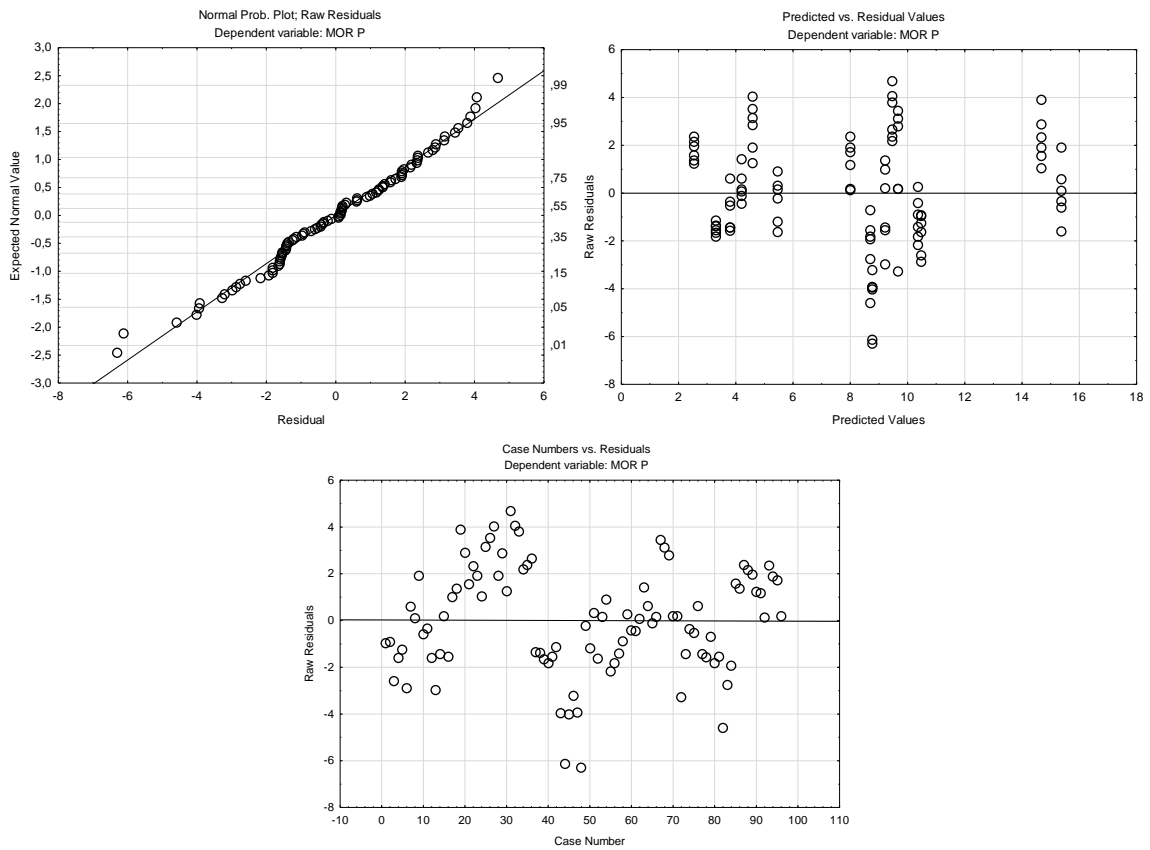 Normal Prob. Plot; Raw Residuals
Dependent variable: MOR P
3,0
2,5
2,0
1,5
1,0
0,5
0,0
-0,5
-1,0
-1,5
-2,0
-2,5
-3,0
Expected Normal Value
,99
,95
,75
,55
,35
,15
,05
,01
-8 -6 -4 -2 0 2 4 6
Residual
Predicted vs. Residual Values
Dependent variable: MOR P
6
4
2
0
-2
-4
-6
-8
Raw Residuals
0 2 4 6 8 10 12 14 16 18
Predicted Values
Case Numbers vs. Residuals
Dependent variable: MOR P
6
4
2
0
-2
-4
-6
-8
Raw Residuals
-10 0 10 20 30 40 50 60 70 80 90 100 110
Case Number